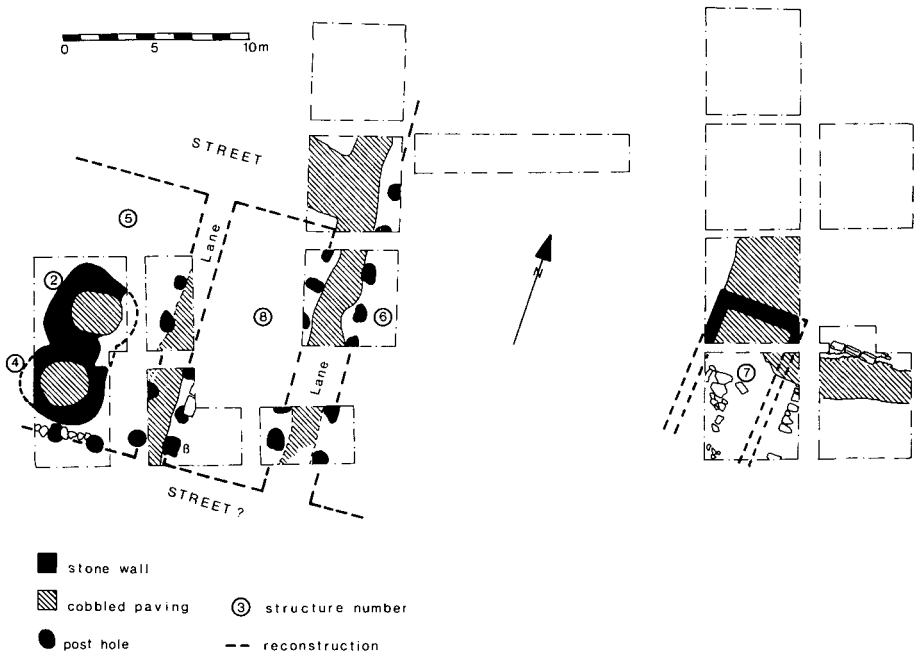 0 5 10m
STREET
5
Lane
2
N
8
6
4
Lane
7
B
STREET?
stone wall
cobbled paving
3 structure number
post hole
reconstruction